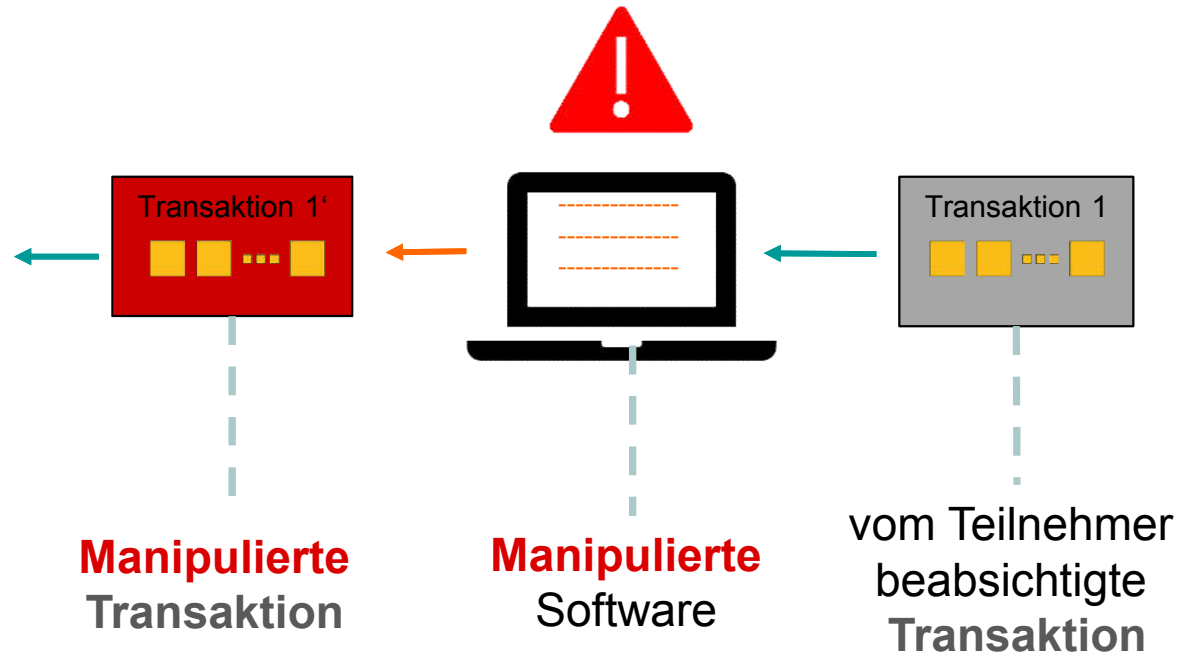 Transaktion 1‘
Transaktion 1
Manipulierte
Transaktion
Manipulierte
Software
vom Teilnehmer
beabsichtigte
Transaktion